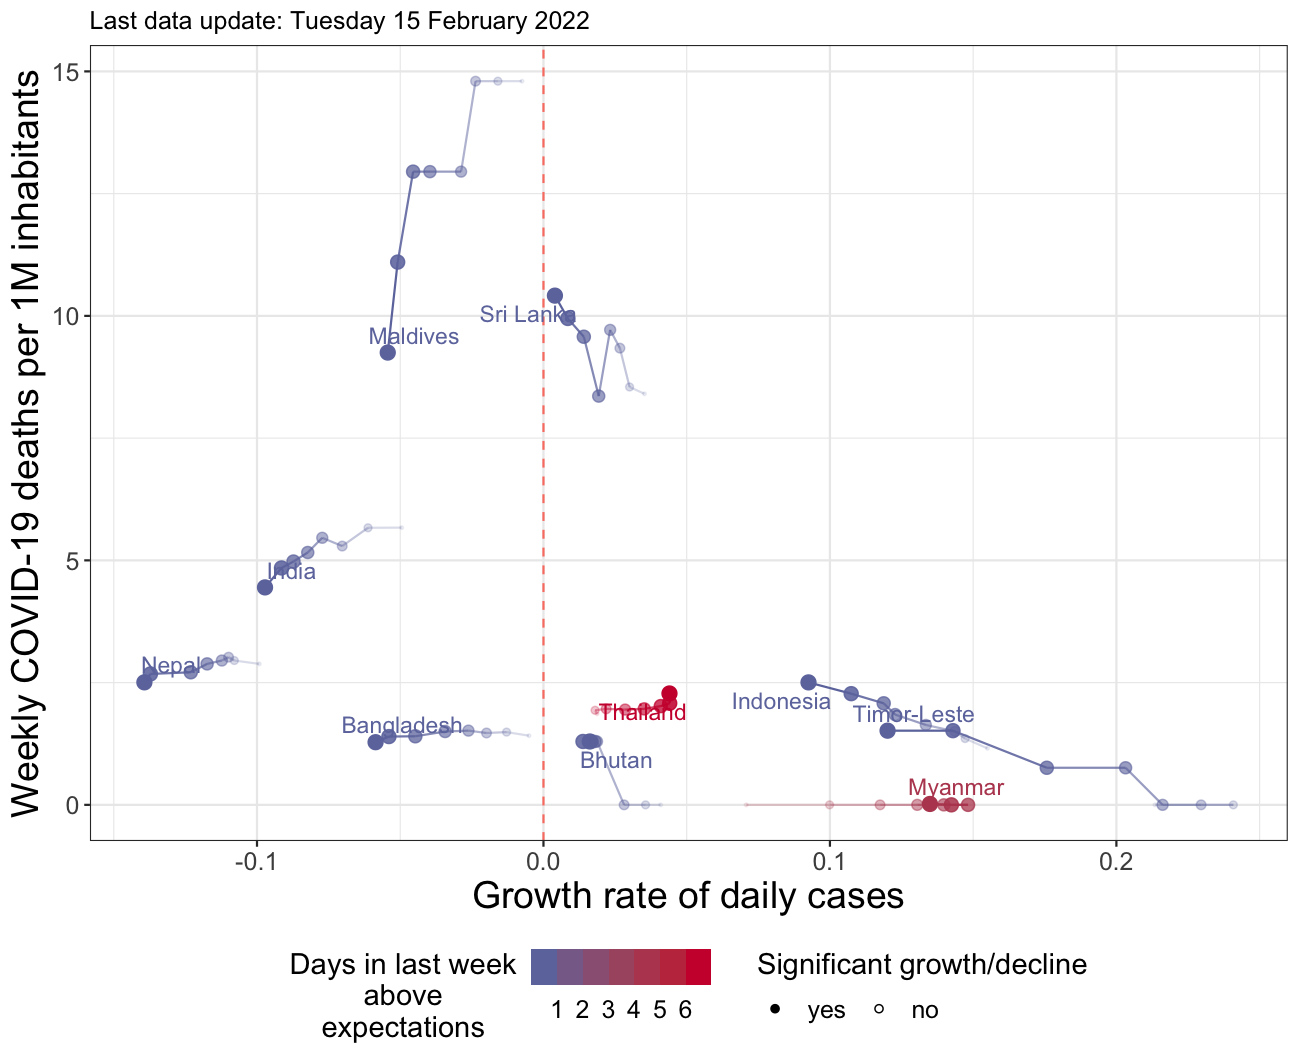 Last data update: Tuesday 15 February 2022
Weekly COVID-19 deaths per 1M inhabitants
15
10
5
0
Maldives
Sri Lanka
India
Nepal
Bangladesh
Thailand
Bhutan
Indonesia
Timor-Leste
Myanmar
-0.1 0.0 0.1 0.2
Growth rate of daily cases
Days in last week
above
expectations
1 2 3 4 5 6
Significant growth/decline
yes no